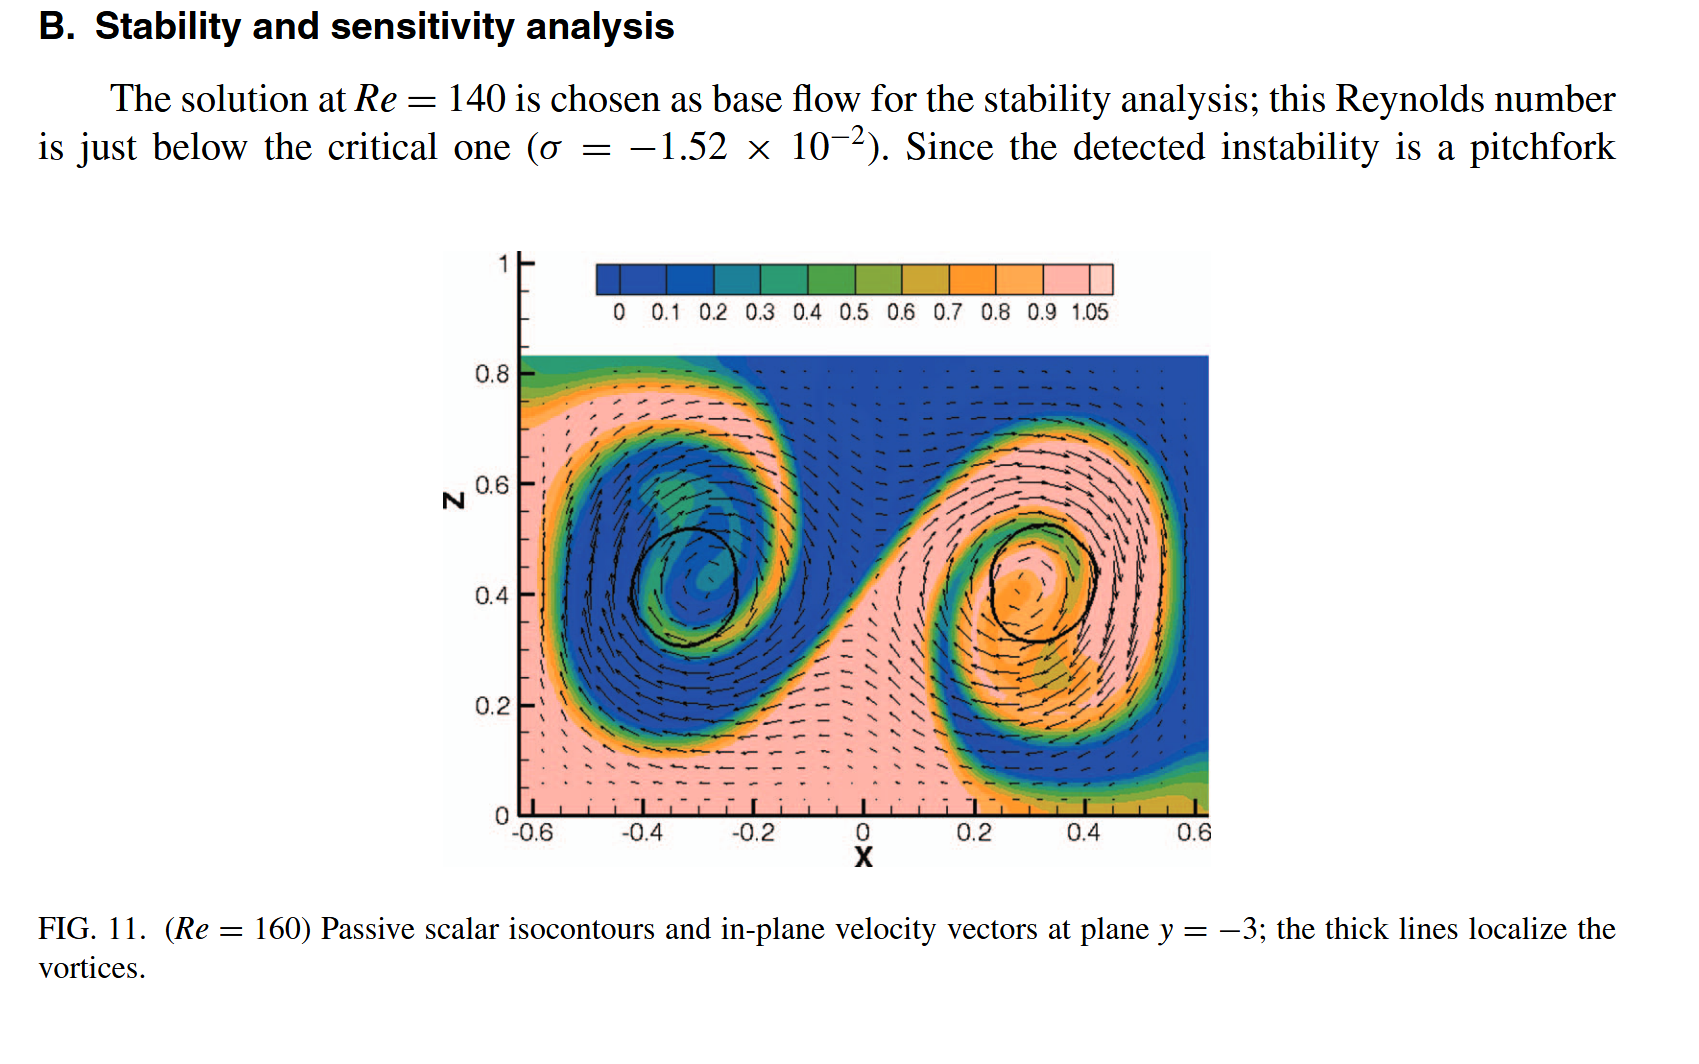 B. Stability and sensitivity analysis
The solution at Re = 140 is chosen as base flow for the stability analysis; this Reynolds number
is just below the critical one (σ = −1.52 × 10⁻²). Since the detected instability is a pitchfork
1
0 0.1 0.2 0.3 0.4 0.5 0.6 0.7 0.8 0.9 1.05
0.8
0.6
Z
0.4
0.2
0
-0.6 -0.4 -0.2 0 0.2 0.4 0.6
X
FIG. 11. (Re = 160) Passive scalar isocontours and in-plane velocity vectors at plane y = −3; the thick lines localize the
vortices.